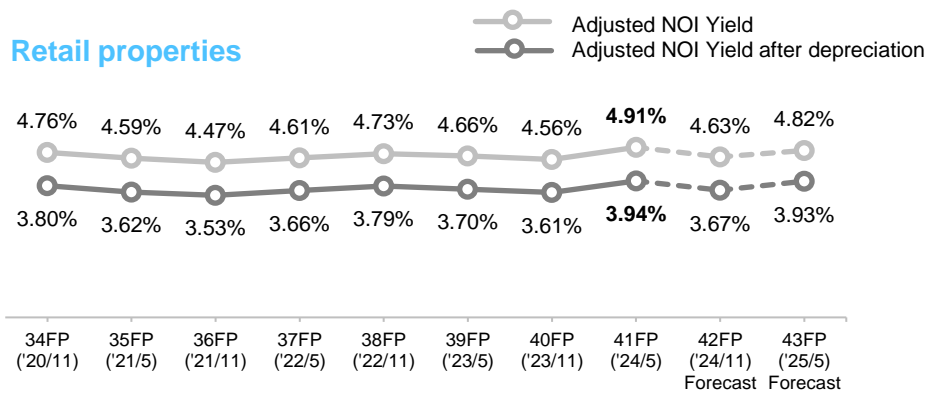 Adjusted NOI Yield
Adjusted NOI Yield after depreciation
Retail properties
4.76% 4.59% 4.47% 4.61% 4.73% 4.66% 4.56% 4.91% 4.63% 4.82%
3.80% 3.62% 3.53% 3.66% 3.79% 3.70% 3.61% 3.94% 3.67% 3.93%
34FP 35FP 36FP 37FP 38FP 39FP 40FP 41FP 42FP 43FP
('20/11) ('21/5) ('21/11) ('22/5) ('22/11) ('23/5) ('23/11) ('24/5) ('24/11) ('25/5)
Forecast Forecast